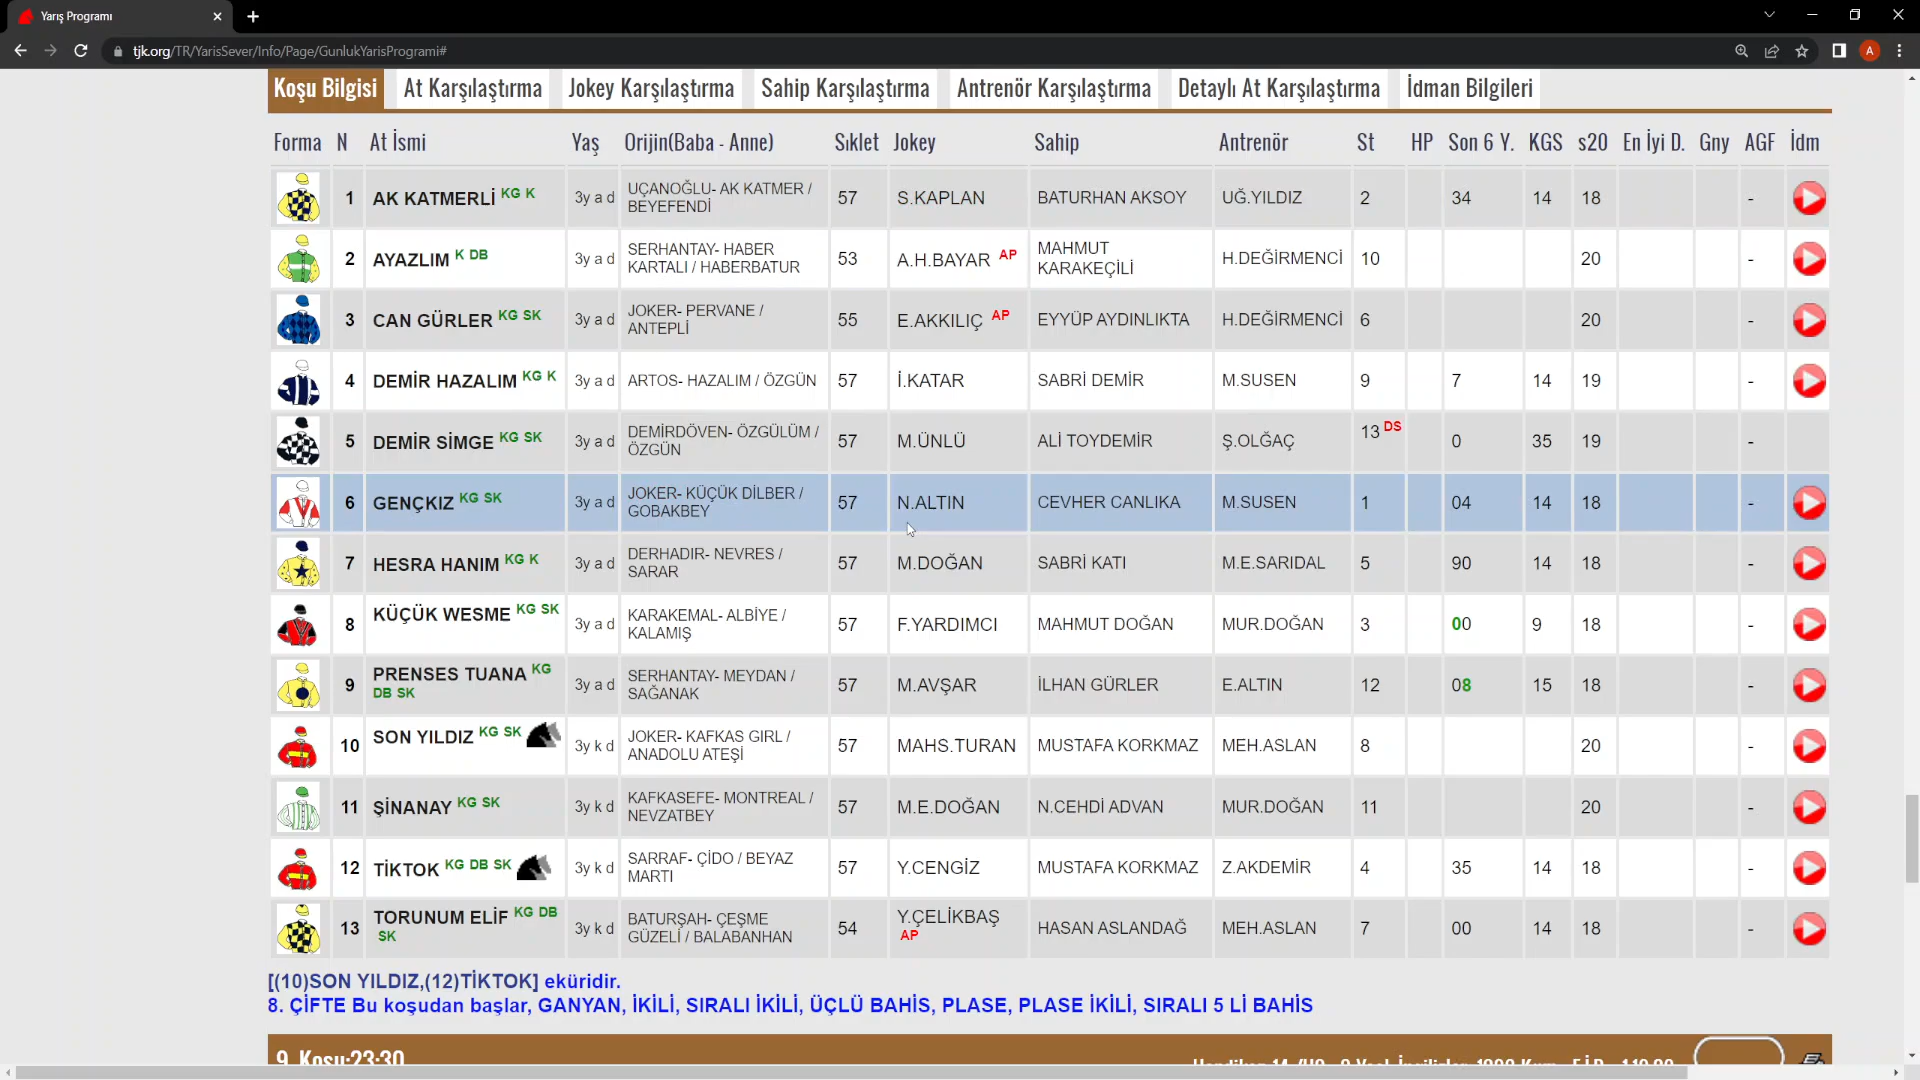 Yarış Programı
tjk.org/TR/YarisSever/Info/Page/GunlukYarisProgrami#
A
Koşu Bilgisi At Karşılaştırma Jokey Karşılaştırma Sahip Karşılaştırma Antrenör Karşılaştırma Detaylı At Karşılaştırma İdman Bilgileri
Forma N At İsmi Yaş Orijin(Baba - Anne) Sıklet Jokey Sahip Antrenör St HP Son 6 Y. KGS s20 En İyi D. Gny AGF İdm
1 AK KATMERLİ KG K 3y a d UÇANOĞLU- AK KATMER / BEYEFENDİ 57 S.KAPLAN BATURHAN AKSOY UĞ.YILDIZ 2 34 14 18 -
2 AYAZLIM K DB 3y a d SERHANTAY- HABER KARTALI / HABERBATUR 53 A.H.BAYAR AP MAHMUT KARAKEÇİLİ H.DEĞİRMENCİ 10 20 -
3 CAN GÜRLER KG SK 3y a d JOKER- PERVANE / ANTEPLİ 55 E.AKKILIÇ AP EYYÜP AYDINLIKTA H.DEĞİRMENCİ 6 20 -
4 DEMİR HAZALIM KG K 3y a d ARTOS- HAZALIM / ÖZGÜN 57 İ.KATAR SABRİ DEMİR M.SUSEN 9 7 14 19 -
5 DEMİR SİMGE KG SK 3y a d DEMİRDÖVEN- ÖZGÜLÜM / ÖZGÜN 57 M.ÜNLÜ ALİ TOYDEMİR Ş.OLĞAÇ 13 DS 0 35 19 -
6 GENÇKIZ KG SK 3y a d JOKER- KÜÇÜK DİLBER / GOBAKBEY 57 N.ALTIN CEVHER CANLIKA M.SUSEN 1 04 14 18 -
7 HESRA HANIM KG K 3y a d DERHADIR- NEVRES / SARAR 57 M.DOĞAN SABRİ KATI M.E.SARIDAL 5 90 14 18 -
8 KÜÇÜK WESME KG SK 3y a d KARAKEMAL- ALBİYE / KALAMIŞ 57 F.YARDIMCI MAHMUT DOĞAN MUR.DOĞAN 3 00 9 18 -
9 PRENSES TUANA KG DB SK 3y a d SERHANTAY- MEYDAN / SAĞANAK 57 M.AVŞAR İLHAN GÜRLER E.ALTIN 12 08 15 18 -
10 SON YILDIZ KG SK 3y k d JOKER- KAFKAS GIRL / ANADOLU ATEŞİ 57 MAHS.TURAN MUSTAFA KORKMAZ MEH.ASLAN 8 20 -
11 ŞİNANAY KG SK 3y k d KAFKASEFE- MONTREAL / NEVZATBEY 57 M.E.DOĞAN N.CEHDİ ADVAN MUR.DOĞAN 11 20 -
12 TİKTOK KG DB SK 3y k d SARRAF- ÇİDO / BEYAZ MARTI 57 Y.CENGİZ MUSTAFA KORKMAZ Z.AKDEMİR 4 35 14 18 -
13 TORUNUM ELİF KG DB SK 3y k d BATURŞAH- ÇEŞME GÜZELİ / BALABANHAN 54 Y.ÇELİKBAŞ AP HASAN ASLANDAĞ MEH.ASLAN 7 00 14 18 -
[(10)SON YILDIZ,(12)TİKTOK] eküridir.
8. ÇİFTE Bu koşudan başlar, GANYAN, İKİLİ, SIRALI İKİLİ, ÜÇLÜ BAHİS, PLASE, PLASE İKİLİ, SIRALI 5 Lİ BAHİS
9. Koşu:23:30